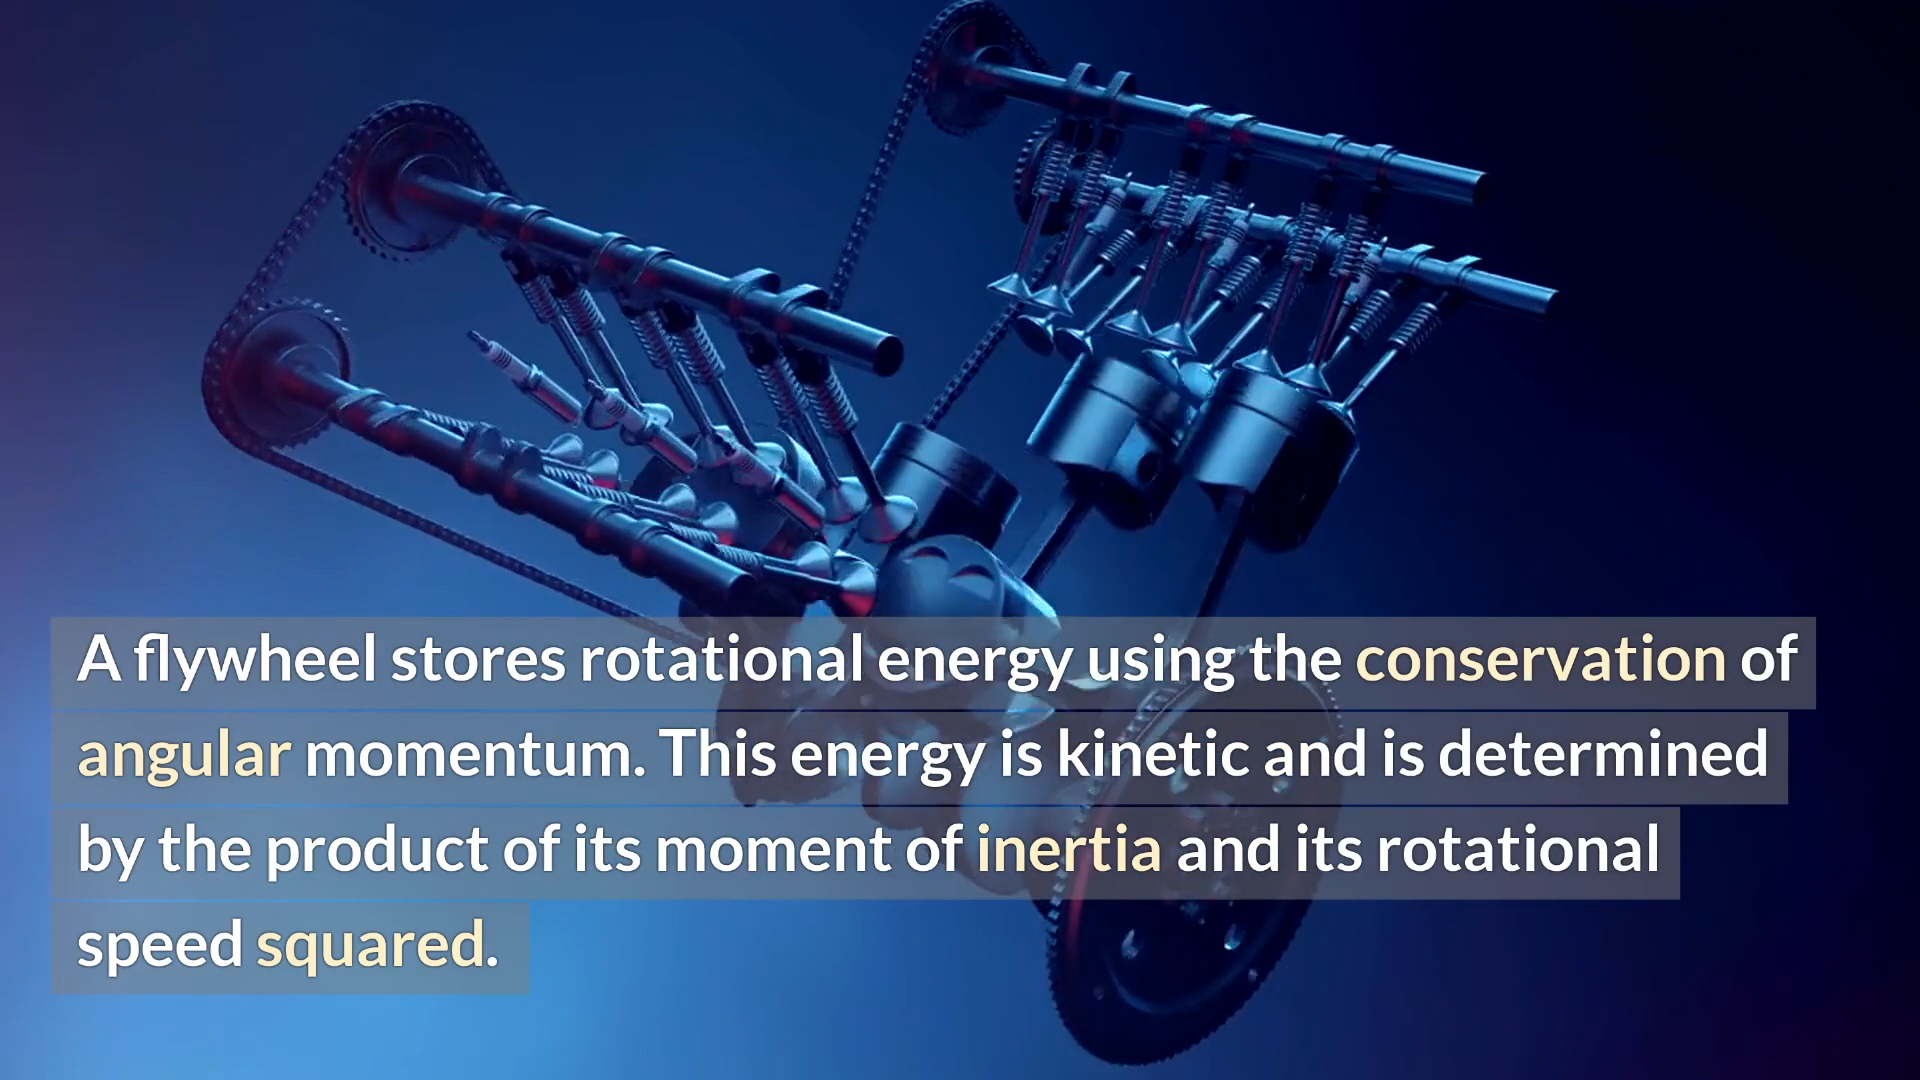 A flywheel stores rotational energy using the conservation of
angular momentum. This energy is kinetic and is determined
by the product of its moment of inertia and its rotational
speed squared.